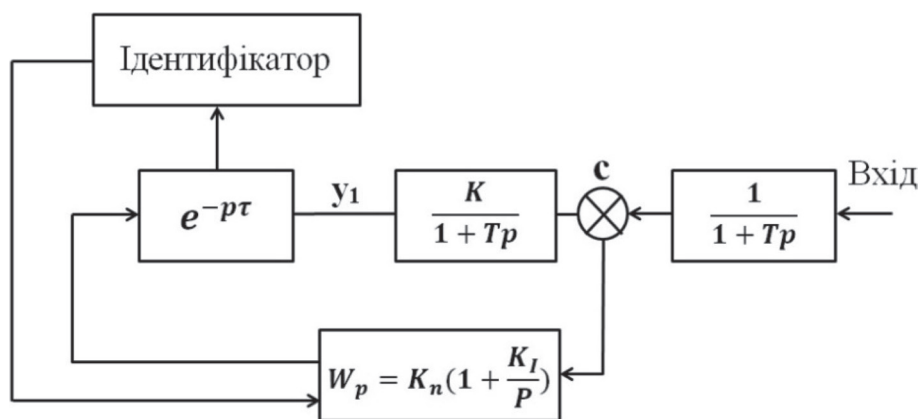 Ідентифікатор
e^{-pτ}
y₁
K
1 + Tp
c
1
1 + Tp
Вхід
W_p = K_n(1 + K_I/P)